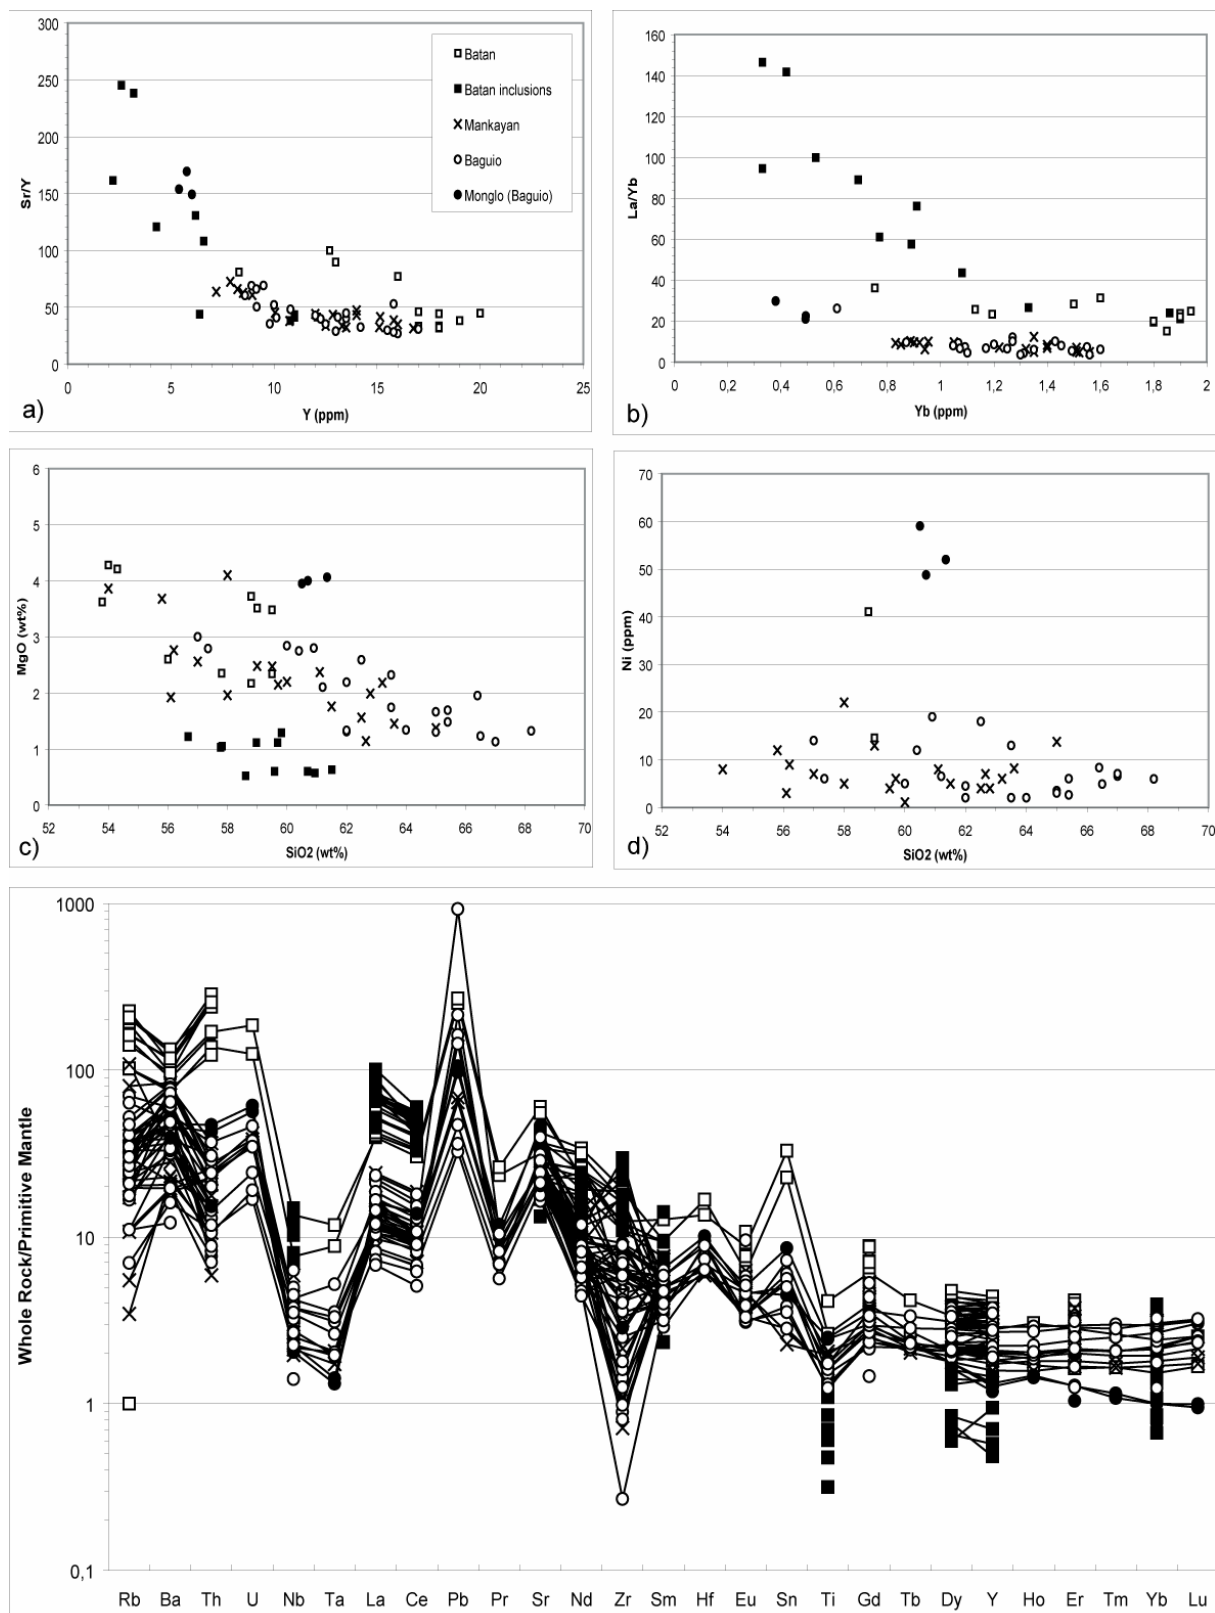 300
250
200
150
100
50
0
Sr/Y
0 5 10 15 20 25
Y (ppm)
a)
Batan
Batan inclusions
Mankayan
Baguio
Monglo (Baguio)
160
140
120
100
80
60
40
20
0
La/Yb
0 0,2 0,4 0,6 0,8 1 1,2 1,4 1,6 1,8 2
Yb (ppm)
b)
6
5
4
3
2
1
0
MgO (wt%)
52 54 56 58 60 62 64 66 68 70
SiO2 (wt%)
c)
70
60
50
40
30
20
10
0
Ni (ppm)
52 54 56 58 60 62 64 66 68 70
SiO2 (wt%)
d)
1000
100
10
1
0,1
Whole Rock/Primitive Mantle
Rb Ba Th U Nb Ta La Ce Pb Pr Sr Nd Zr Sm Hf Eu Sn Ti Gd Tb Dy Y Ho Er Tm Yb Lu